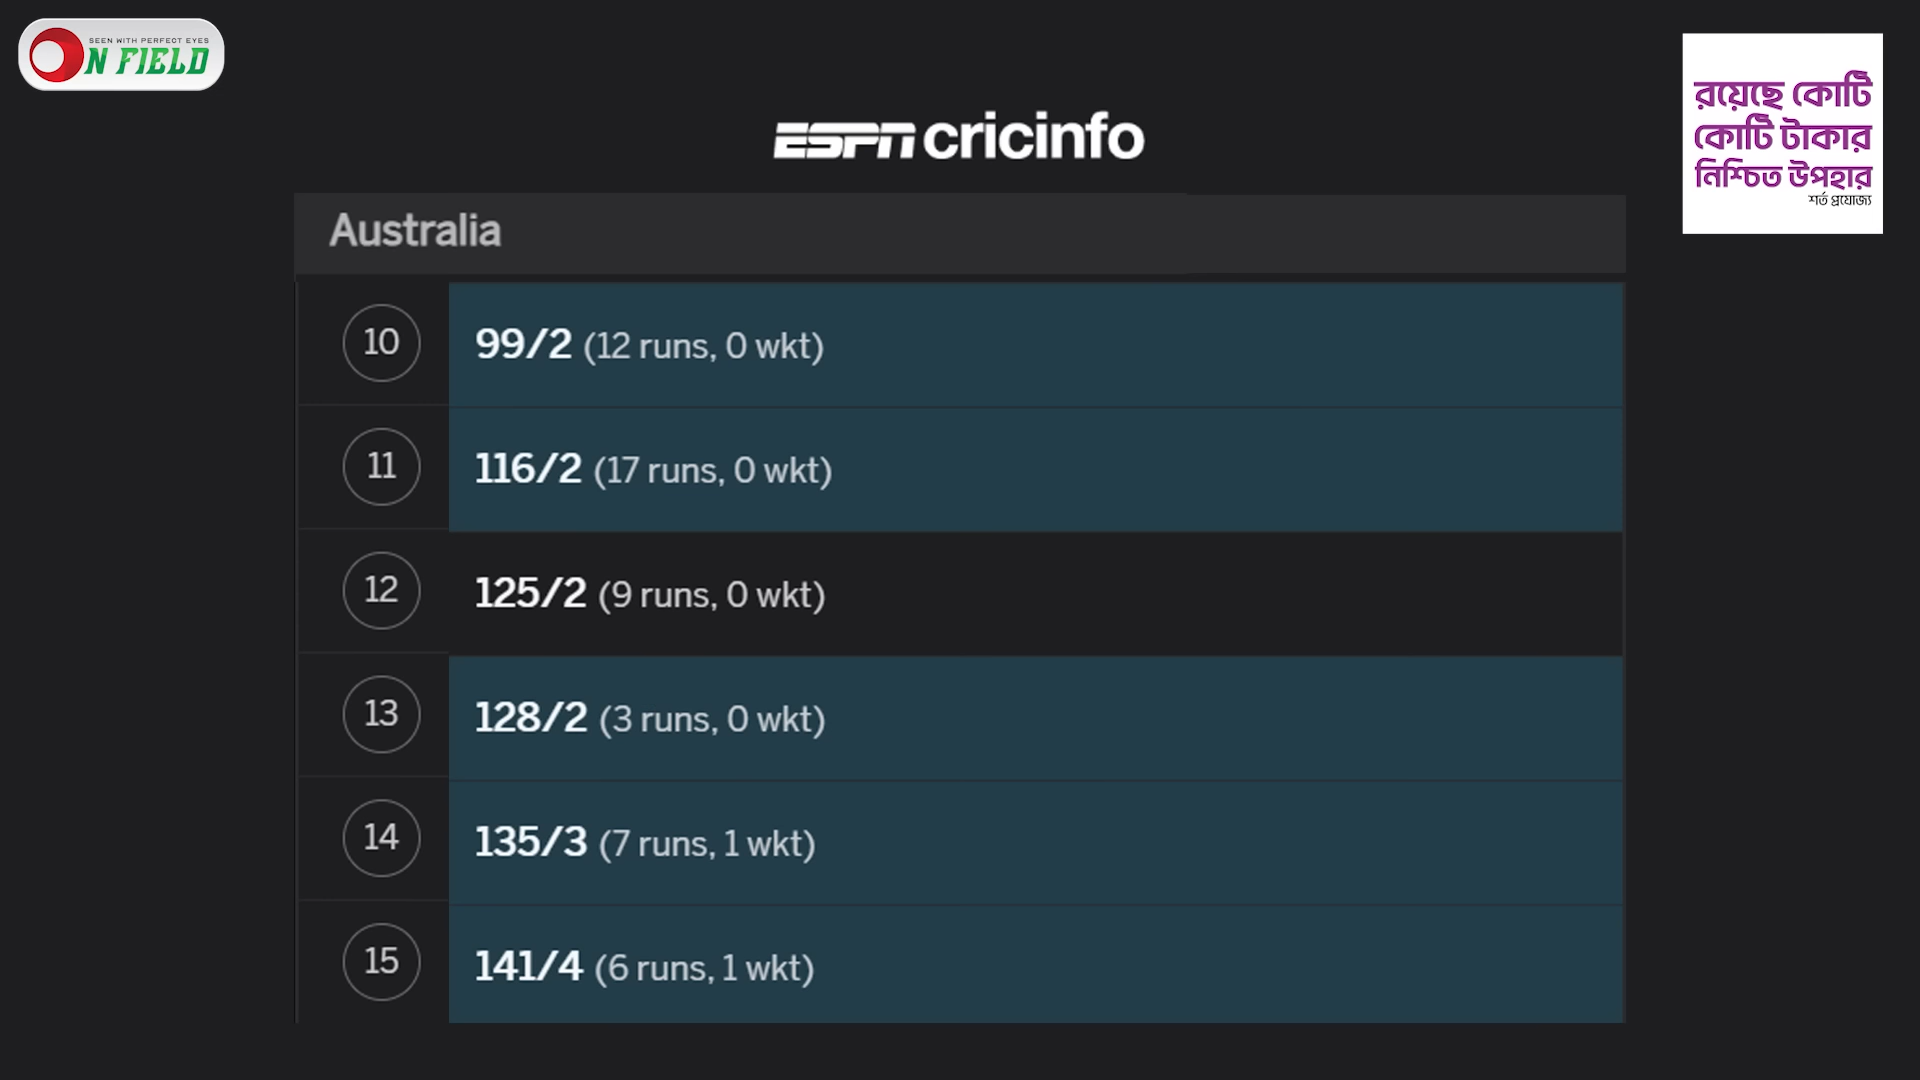 SEEN WITH PERFECT EYES
ON FIELD
ESPN cricinfo
রয়েছে কোটি
কোটি টাকার
নিশ্চিত উপহার
শর্ত প্রযোজ্য
Australia
10 99/2 (12 runs, 0 wkt)
11 116/2 (17 runs, 0 wkt)
12 125/2 (9 runs, 0 wkt)
13 128/2 (3 runs, 0 wkt)
14 135/3 (7 runs, 1 wkt)
15 141/4 (6 runs, 1 wkt)